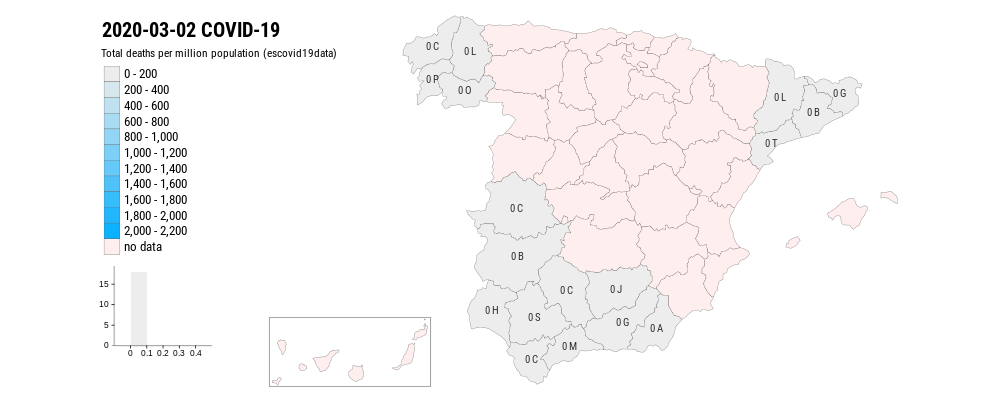 2020-03-02 COVID-19
Total deaths per million population (escovid19data)
0 - 200
200 - 400
400 - 600
600 - 800
800 - 1,000
1,000 - 1,200
1,200 - 1,400
1,400 - 1,600
1,600 - 1,800
1,800 - 2,000
2,000 - 2,200
no data
15
10
5
0
0 0.1 0.2 0.3 0.4
0 C
0 L
0 P
0 O
0 L
0 G
0 B
0 T
0 C
0 B
0 C
0 J
0 H
0 S
0 G
0 A
0 M
0 C